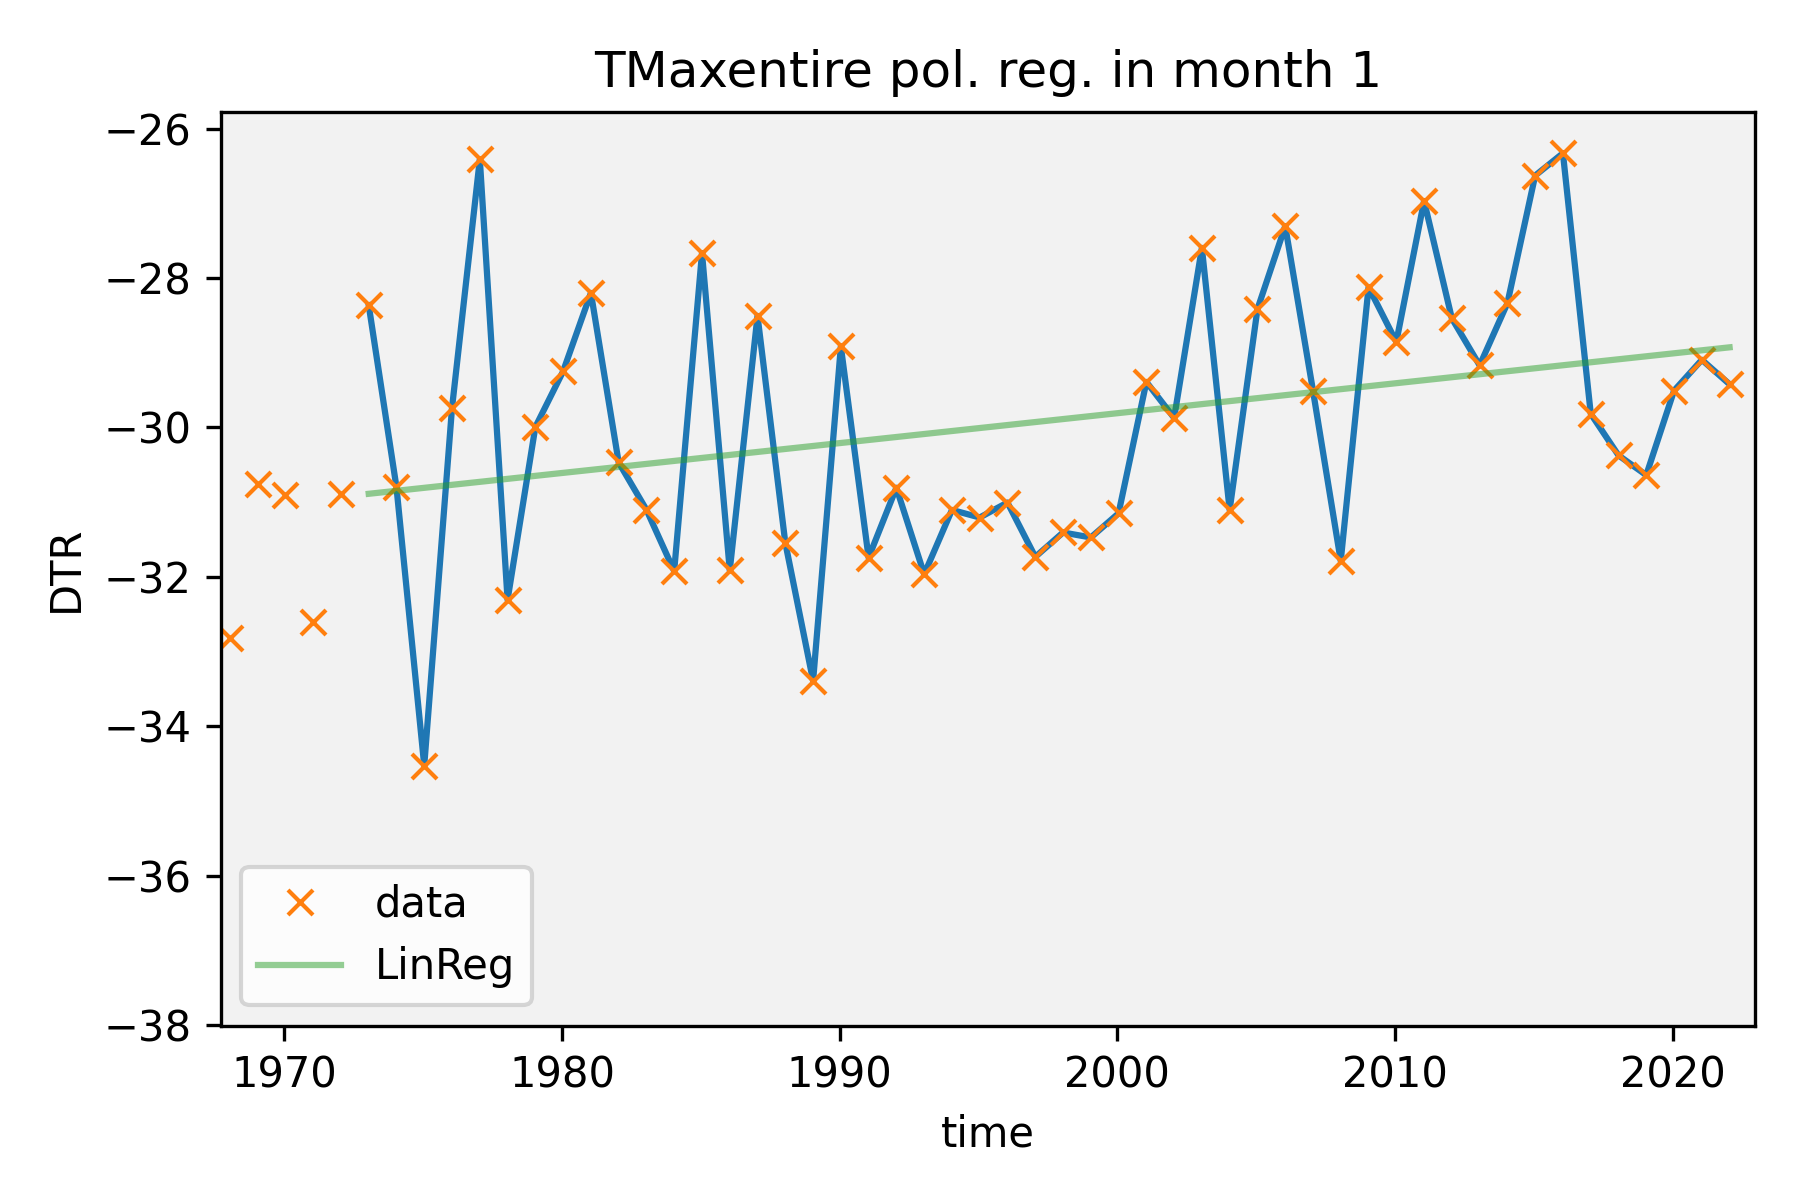 TMaxentire pol. reg. in month 1
−26
−28
−30
−32
−34
−36
−38
DTR
data
LinReg
1970 1980 1990 2000 2010 2020
time